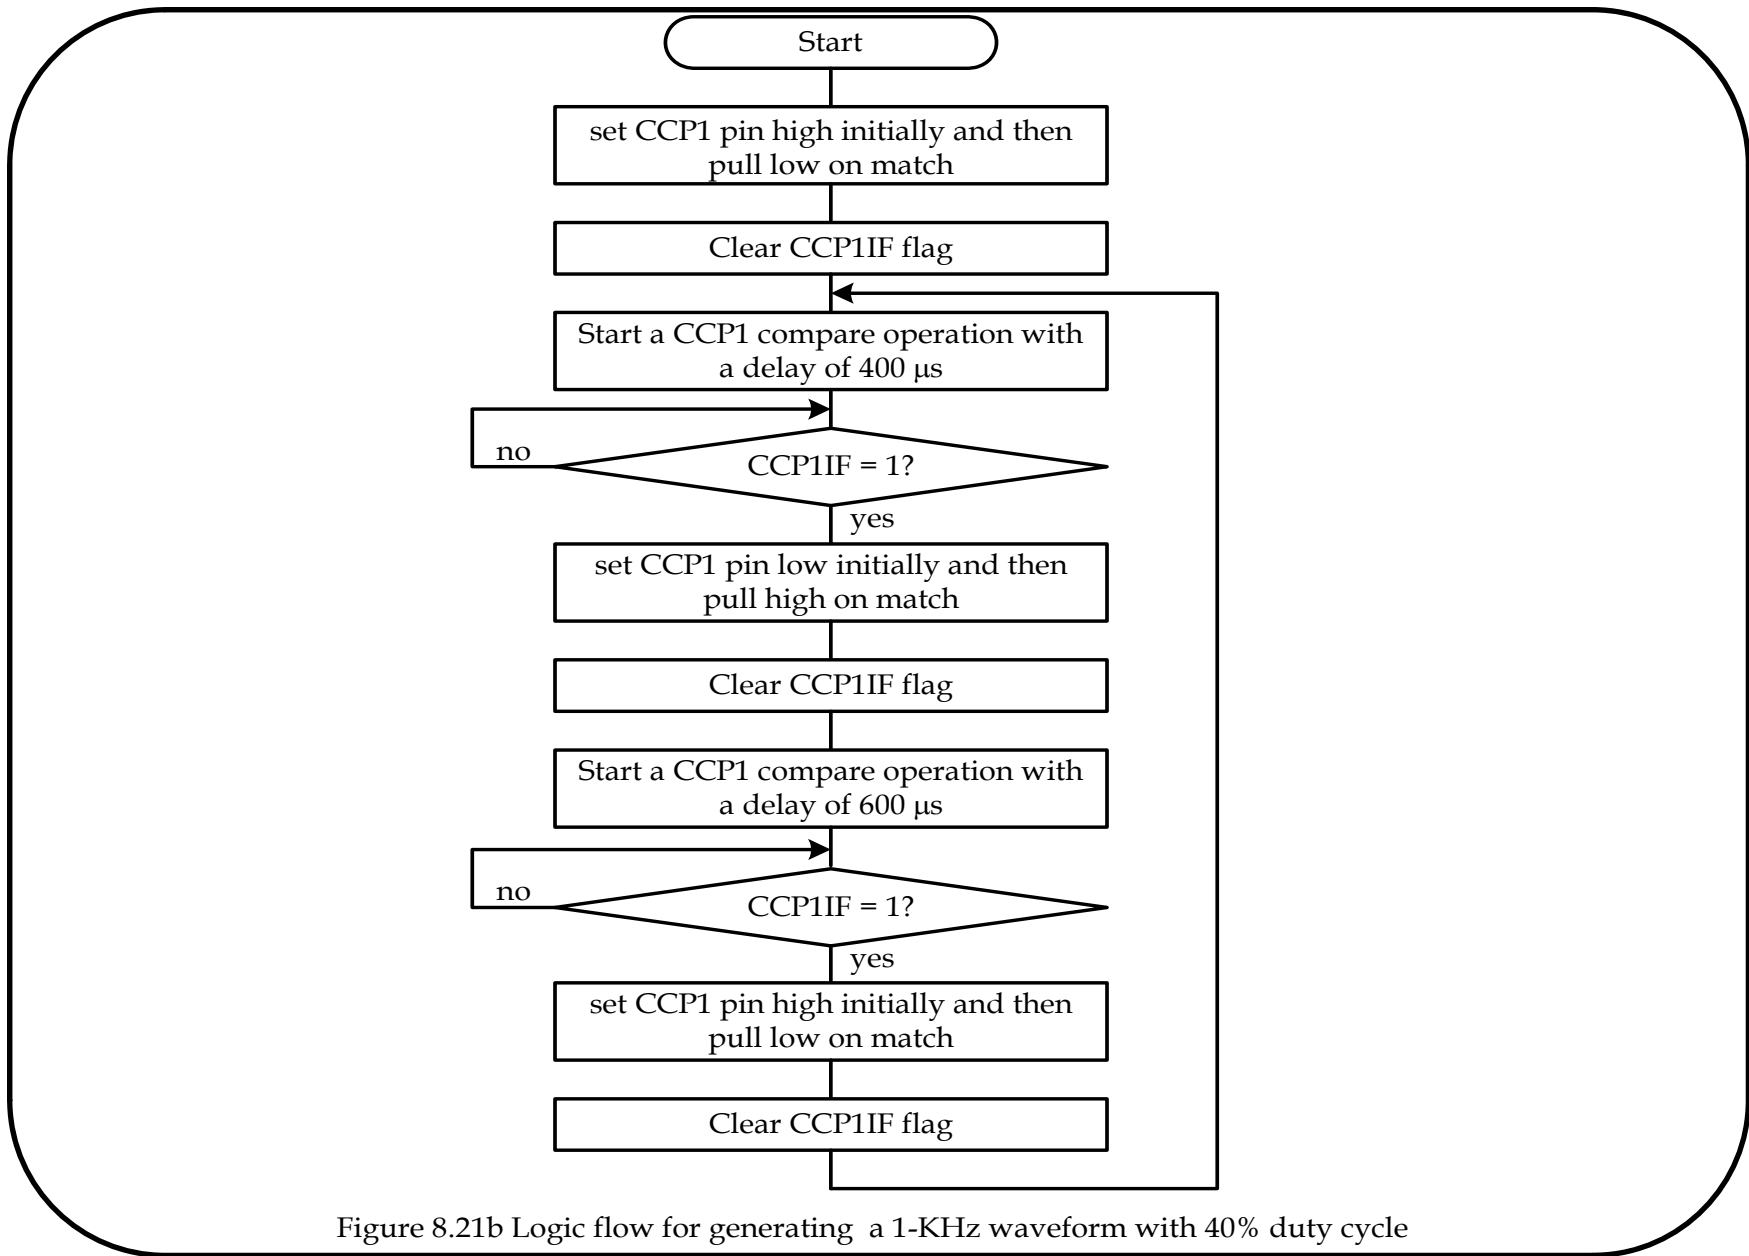 Start
set CCP1 pin high initially and then
pull low on match
Clear CCP1IF flag
Start a CCP1 compare operation with
a delay of 400 μs
no
CCP1IF = 1?
yes
set CCP1 pin low initially and then
pull high on match
Clear CCP1IF flag
Start a CCP1 compare operation with
a delay of 600 μs
no
CCP1IF = 1?
yes
set CCP1 pin high initially and then
pull low on match
Clear CCP1IF flag
Figure 8.21b Logic flow for generating  a 1-KHz waveform with 40% duty cycle